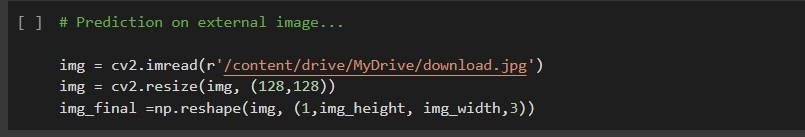 [ ] # Prediction on external image...
img = cv2.imread(r'/content/drive/MyDrive/download.jpg')
img = cv2.resize(img, (128,128))
img_final =np.reshape(img, (1,img_height, img_width,3))